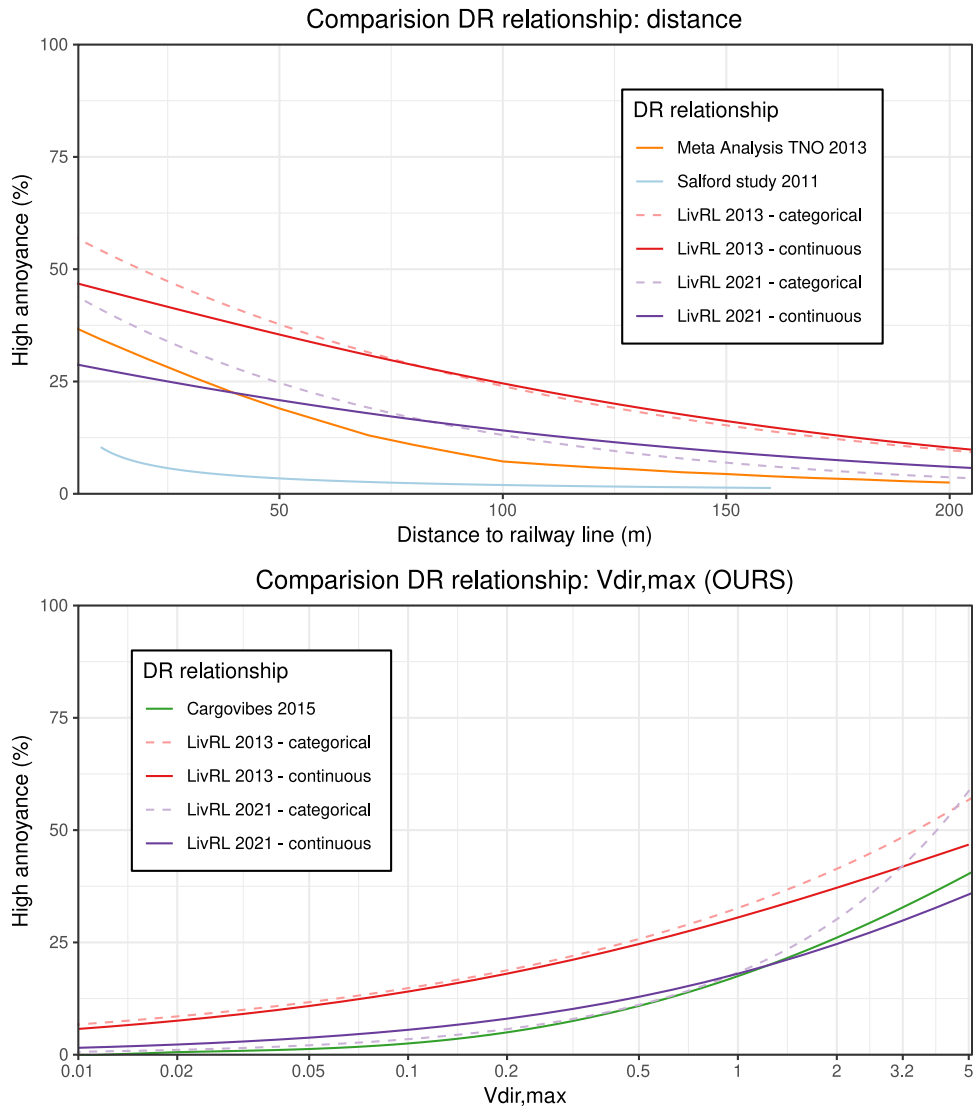 Comparision DR relationship: distance
100
75
50
25
0
High annoyance (%)
DR relationship
Meta Analysis TNO 2013
Salford study 2011
LivRL 2013 - categorical
LivRL 2013 - continuous
LivRL 2021 - categorical
LivRL 2021 - continuous
50 100 150 200
Distance to railway line (m)
Comparision DR relationship: Vdir,max (OURS)
100
75
50
25
0
High annoyance (%)
DR relationship
Cargovibes 2015
LivRL 2013 - categorical
LivRL 2013 - continuous
LivRL 2021 - categorical
LivRL 2021 - continuous
0.01 0.02 0.05 0.1 0.2 0.5 1 2 3.2 5
Vdir,max